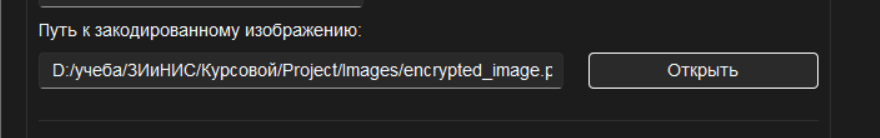 Путь к закодированному изображению:
D:/учеба/ЗИиНИС/Курсовой/Project/Images/encrypted_image.p Открыть